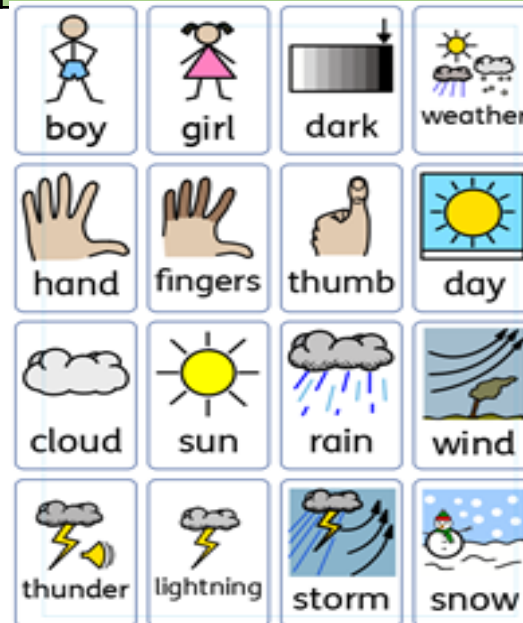 boy girl dark weather
hand fingers thumb day
cloud sun rain wind
thunder lightning storm snow